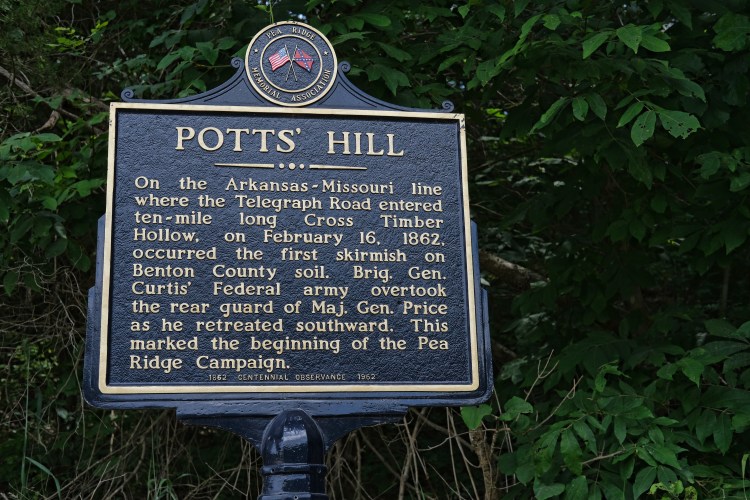 PEA RIDGE
MEMORIAL ASSOCIATION
POTTS' HILL
On the Arkansas-Missouri line
where the Telegraph Road entered
ten-mile long Cross Timber
Hollow, on February 16, 1862,
occurred the first skirmish on
Benton County soil. Brig. Gen.
Curtis' Federal army overtook
the rear guard of Maj. Gen. Price
as he retreated southward. This
marked the beginning of the Pea
Ridge Campaign.
1862 CENTENNIAL OBSERVANCE 1962